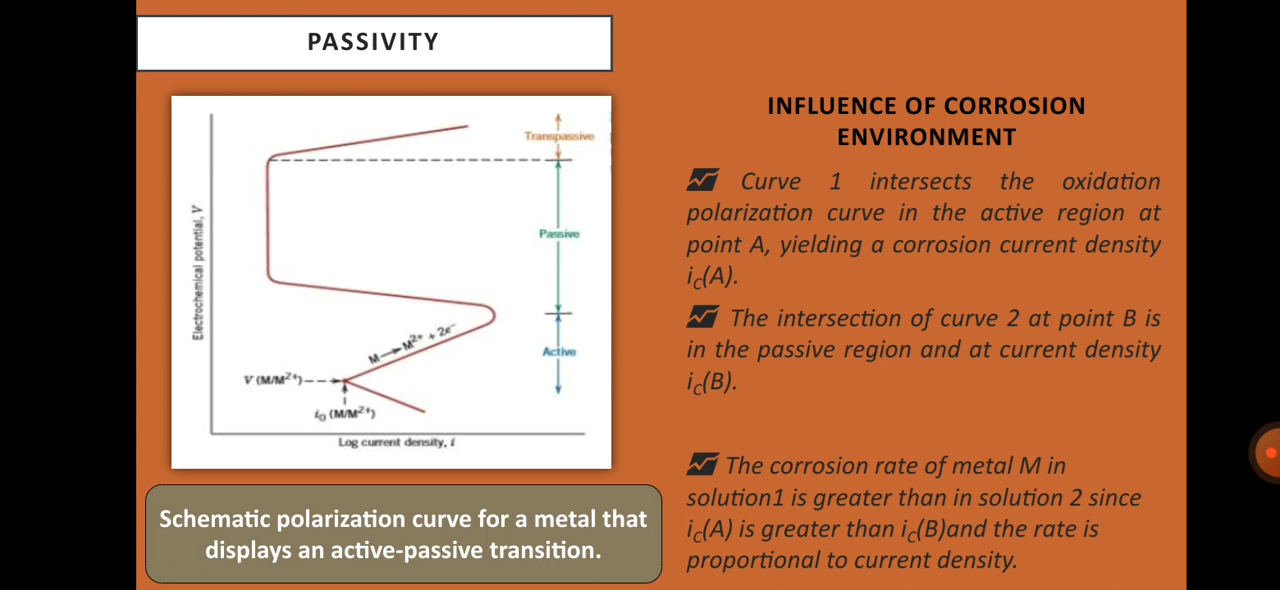 PASSIVITY
Transpassive
Passive
Active
Electrochemical potential, V
M→M²⁺ + 2e⁻
V (M/M²⁺)
i₀ (M/M²⁺)
Log current density, i
Schematic polarization curve for a metal that
displays an active-passive transition.
INFLUENCE OF CORROSION
ENVIRONMENT
Curve 1 intersects the oxidation
polarization curve in the active region at
point A, yielding a corrosion current density
iC(A).
The intersection of curve 2 at point B is
in the passive region and at current density
iC(B).
The corrosion rate of metal M in
solution1 is greater than in solution 2 since
iC(A) is greater than iC(B)and the rate is
proportional to current density.